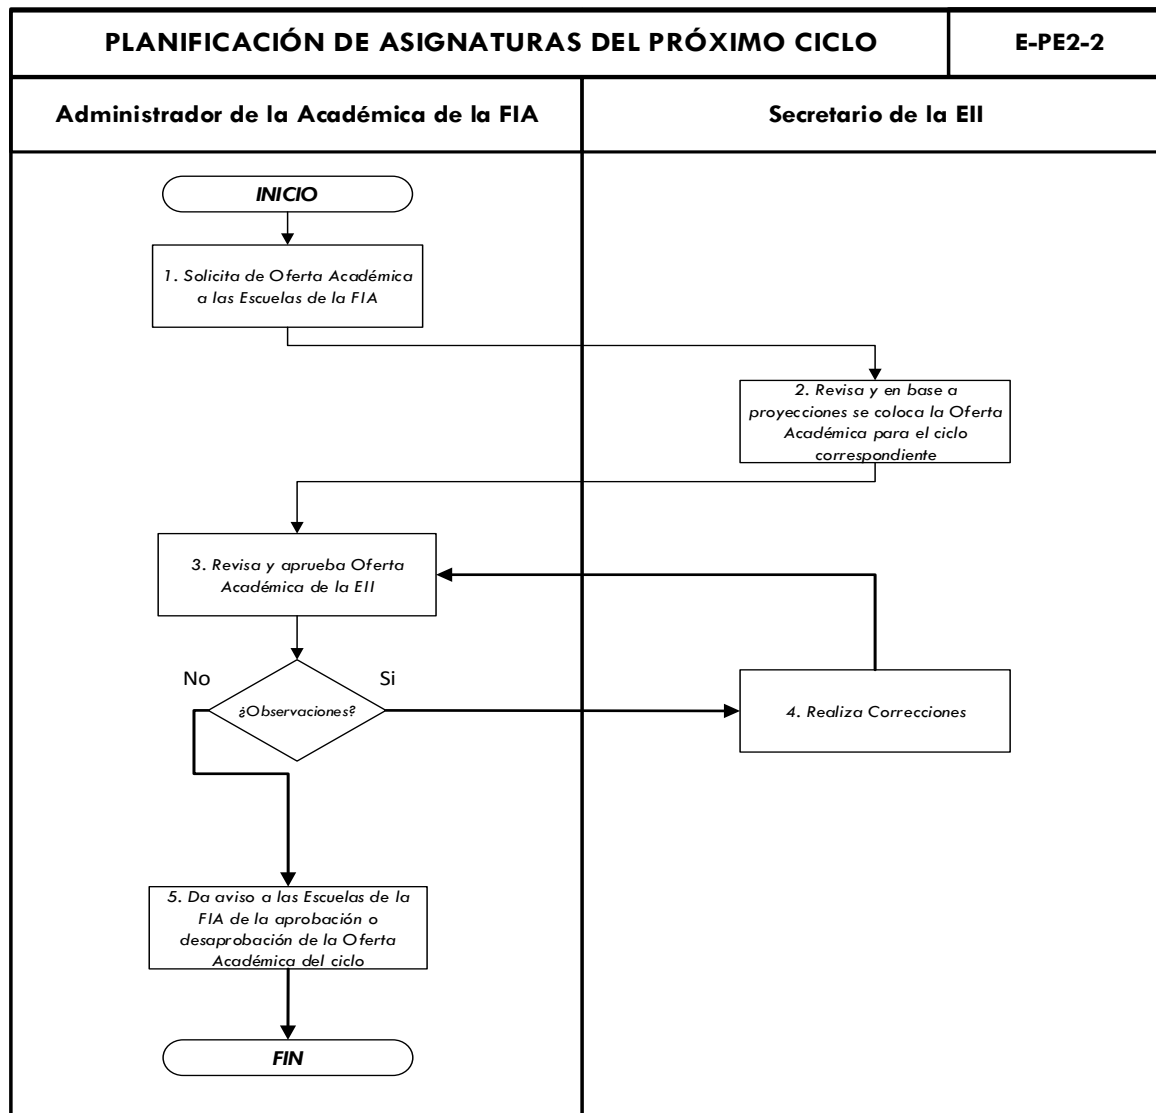 PLANIFICACIÓN DE ASIGNATURAS DEL PRÓXIMO CICLO
E-PE2-2
Administrador de la Académica de la FIA
Secretario de la EII
INICIO
1. Solicita de Oferta Académica
a las Escuelas de la FIA
2. Revisa y en base a
proyecciones se coloca la Oferta
Académica para el ciclo
correspondiente
3. Revisa y aprueba Oferta
Académica de la EII
No
Si
¿Observaciones?
4. Realiza Correcciones
5. Da aviso a las Escuelas de la
FIA de la aprobación o
desaprobación de la Oferta
Académica del ciclo
FIN